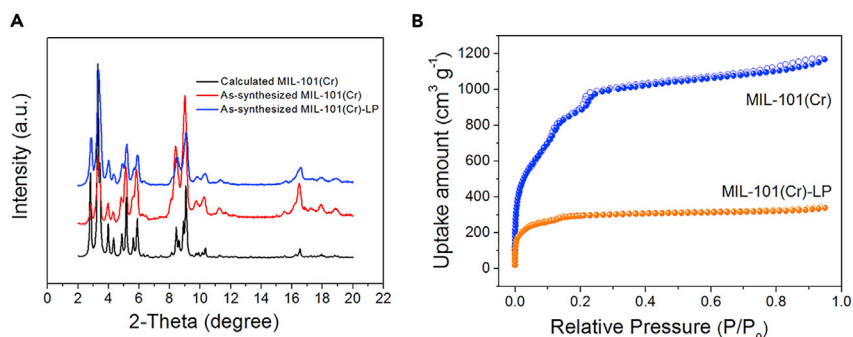 A
Intensity (a.u.)
Calculated MIL-101(Cr)
As-synthesized MIL-101(Cr)
As-synthesized MIL-101(Cr)-LP
0 2 4 6 8 10 12 14 16 18 20 22
2-Theta (degree)
B
Uptake amount (cm³ g⁻¹)
1200
1000
800
600
400
200
0
MIL-101(Cr)
MIL-101(Cr)-LP
0.0 0.2 0.4 0.6 0.8 1.0
Relative Pressure (P/P₀)